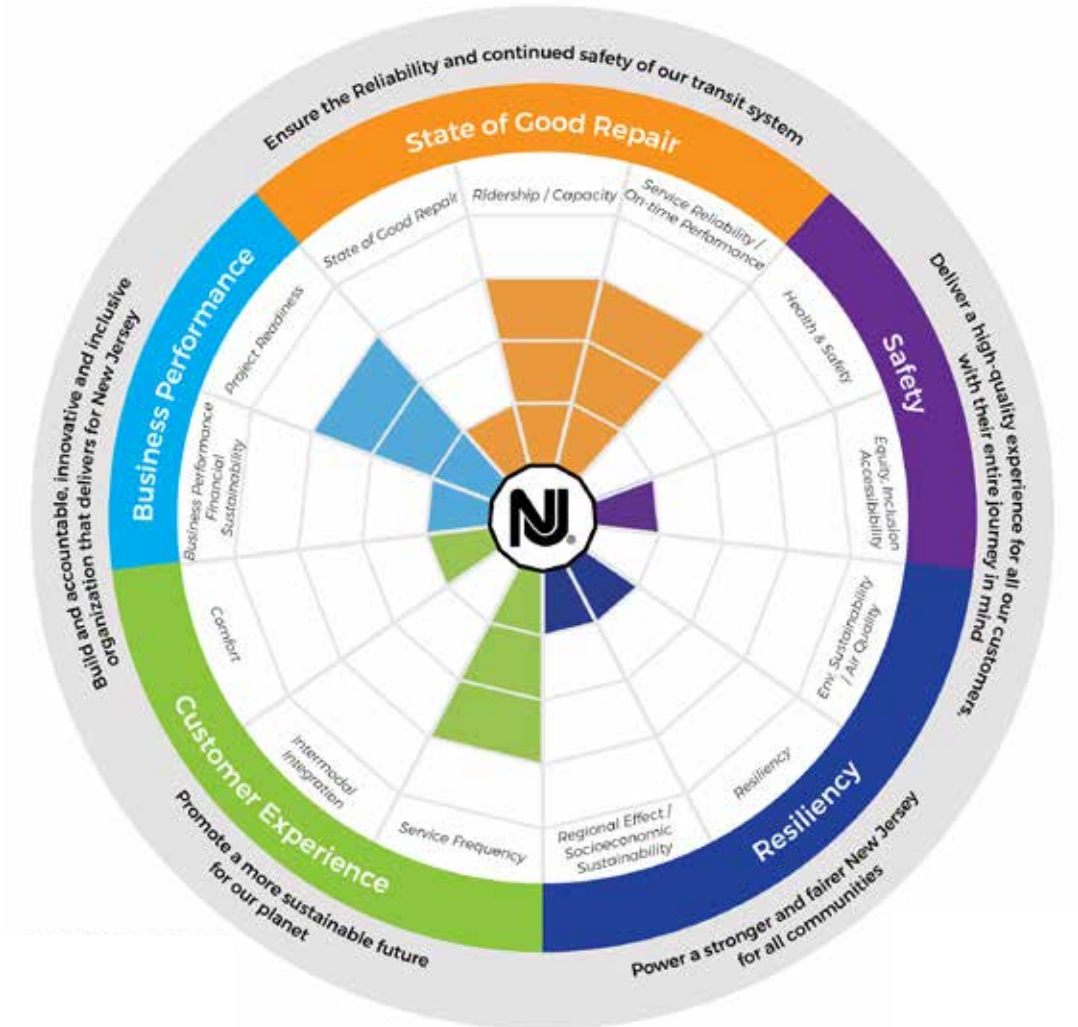 Ensure the Reliability and continued safety of our transit system
State of Good Repair
State of Good Repair
Ridership / Capacity
Service Reliability /
On-time Performance
Deliver a high-quality experience for all our customers,
with their entire journey in mind
Safety
Health & Safety
Equity, Inclusion
Accessibibility
Power a stronger and fairer New Jersey
for all communities
Resiliency
Env. Sustainability
/ Air Quality
Resiliency
Regional Effect /
Socioeconomic
Sustainability
Promote a more sustainable future
for our planet
Customer Experience
Service Frequency
Intermodal
Integration
Comfort
Build and accountable, innovative and inclusive
organization that delivers for New Jersey
Business Performance
Business Performance
Financial
Sustainability
Project Readiness
NJ®